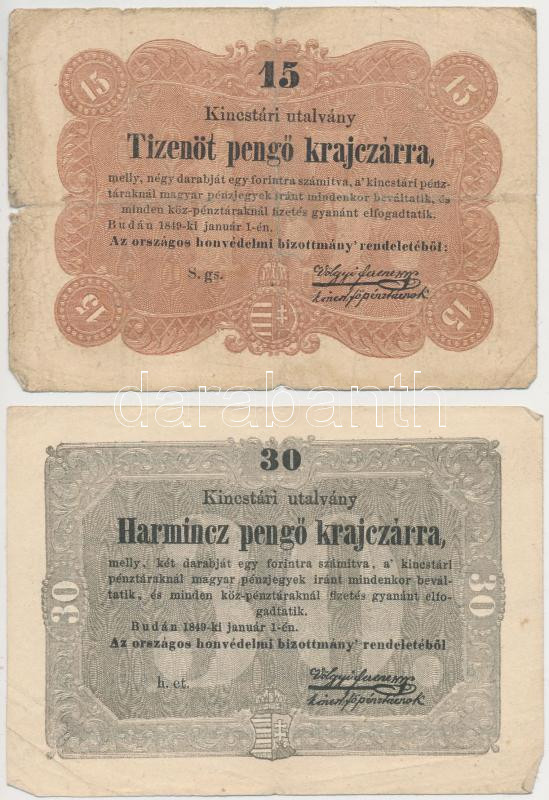 15
15 15
Kincstári utalvány
Tizenöt pengő krajczárra,
melly, négy darabját egy forintra számitva, a' kincstári pénz-
táraknál magyar pénzjegyek iránt mindenkor beváltatik, és
minden köz-pénztáraknál fizetés gyanánt elfogadtatik.
Budán 1849-ki január 1-én.
Az országos honvédelmi bizottmány' rendeletéből:
S. gs.
15 15
darabanth
30
Kincstári utalvány
Harmincz pengő krajczárra,
melly, két darabját egy forintra számitva, a' kincstári
pénztáraknál magyar pénzjegyek iránt mindenkor bevál-
tatik, és minden köz-pénztáraknál fizetés gyanánt elfo-
gadtatik.
30 30
Budán 1849-ki január 1-én.
Az országos honvédelmi bizottmány' rendeletéből
h. et.
30.